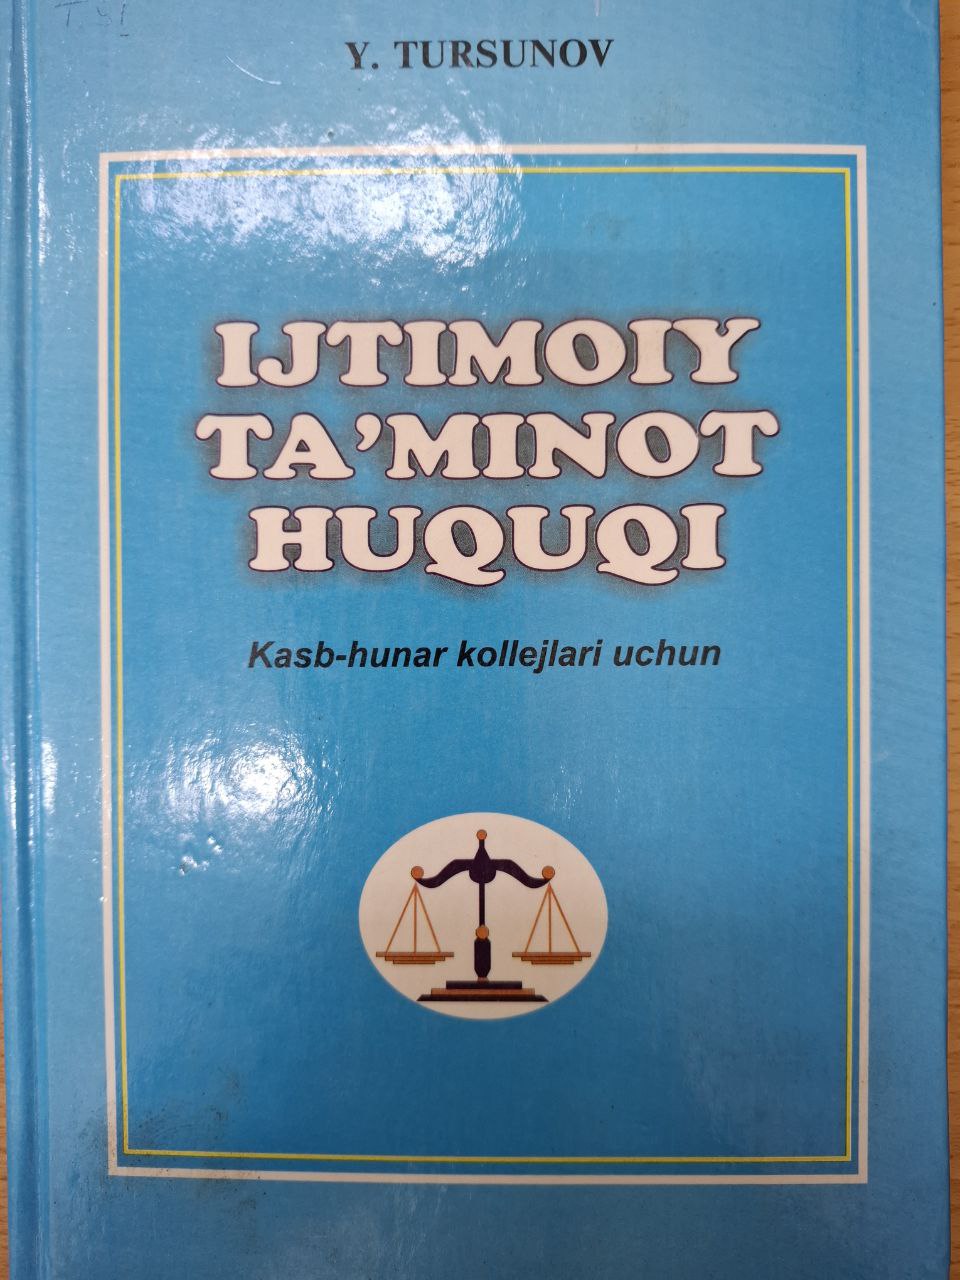 Y. TURSUNOV
IJTIMOIY
TA'MINOT
HUQUQI
Kasb-hunar kollejlari uchun